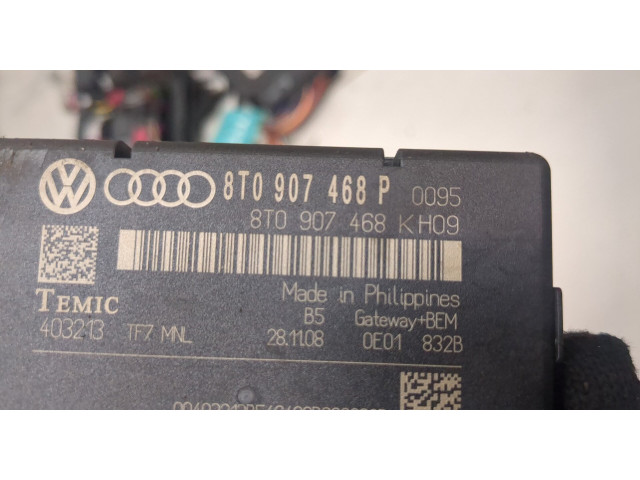 8T0 907 468 P 0095
8T0 907 468 K H09
TEMIC
Made in Philippines
B5 Gateway+BEM
403213 TF7 MNL 28.11.08 0E01 832B